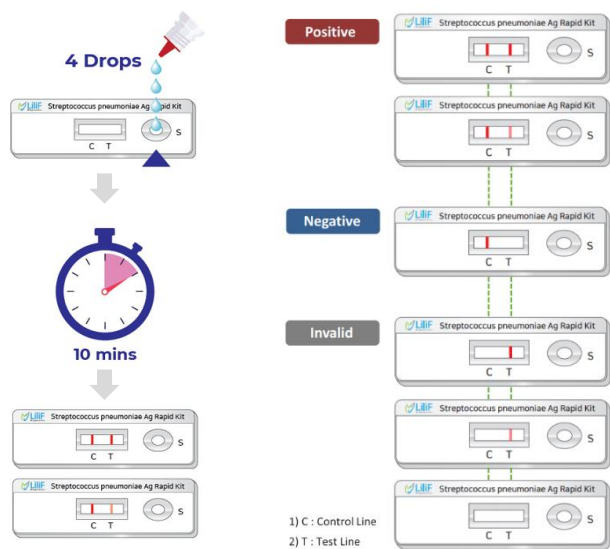 4 Drops
LiliF Streptococcus pneumoniae Ag Rapid Kit
C T
S
10 mins
LiliF Streptococcus pneumoniae Ag Rapid Kit
C T
S
LiliF Streptococcus pneumoniae Ag Rapid Kit
C T
S
Positive
LiliF Streptococcus pneumoniae Ag Rapid Kit
C T
S
LiliF Streptococcus pneumoniae Ag Rapid Kit
C T
S
Negative
LiliF Streptococcus pneumoniae Ag Rapid Kit
C T
S
Invalid
LiliF Streptococcus pneumoniae Ag Rapid Kit
C T
S
LiliF Streptococcus pneumoniae Ag Rapid Kit
C T
S
LiliF Streptococcus pneumoniae Ag Rapid Kit
C T
S
1) C : Control Line
2) T : Test Line